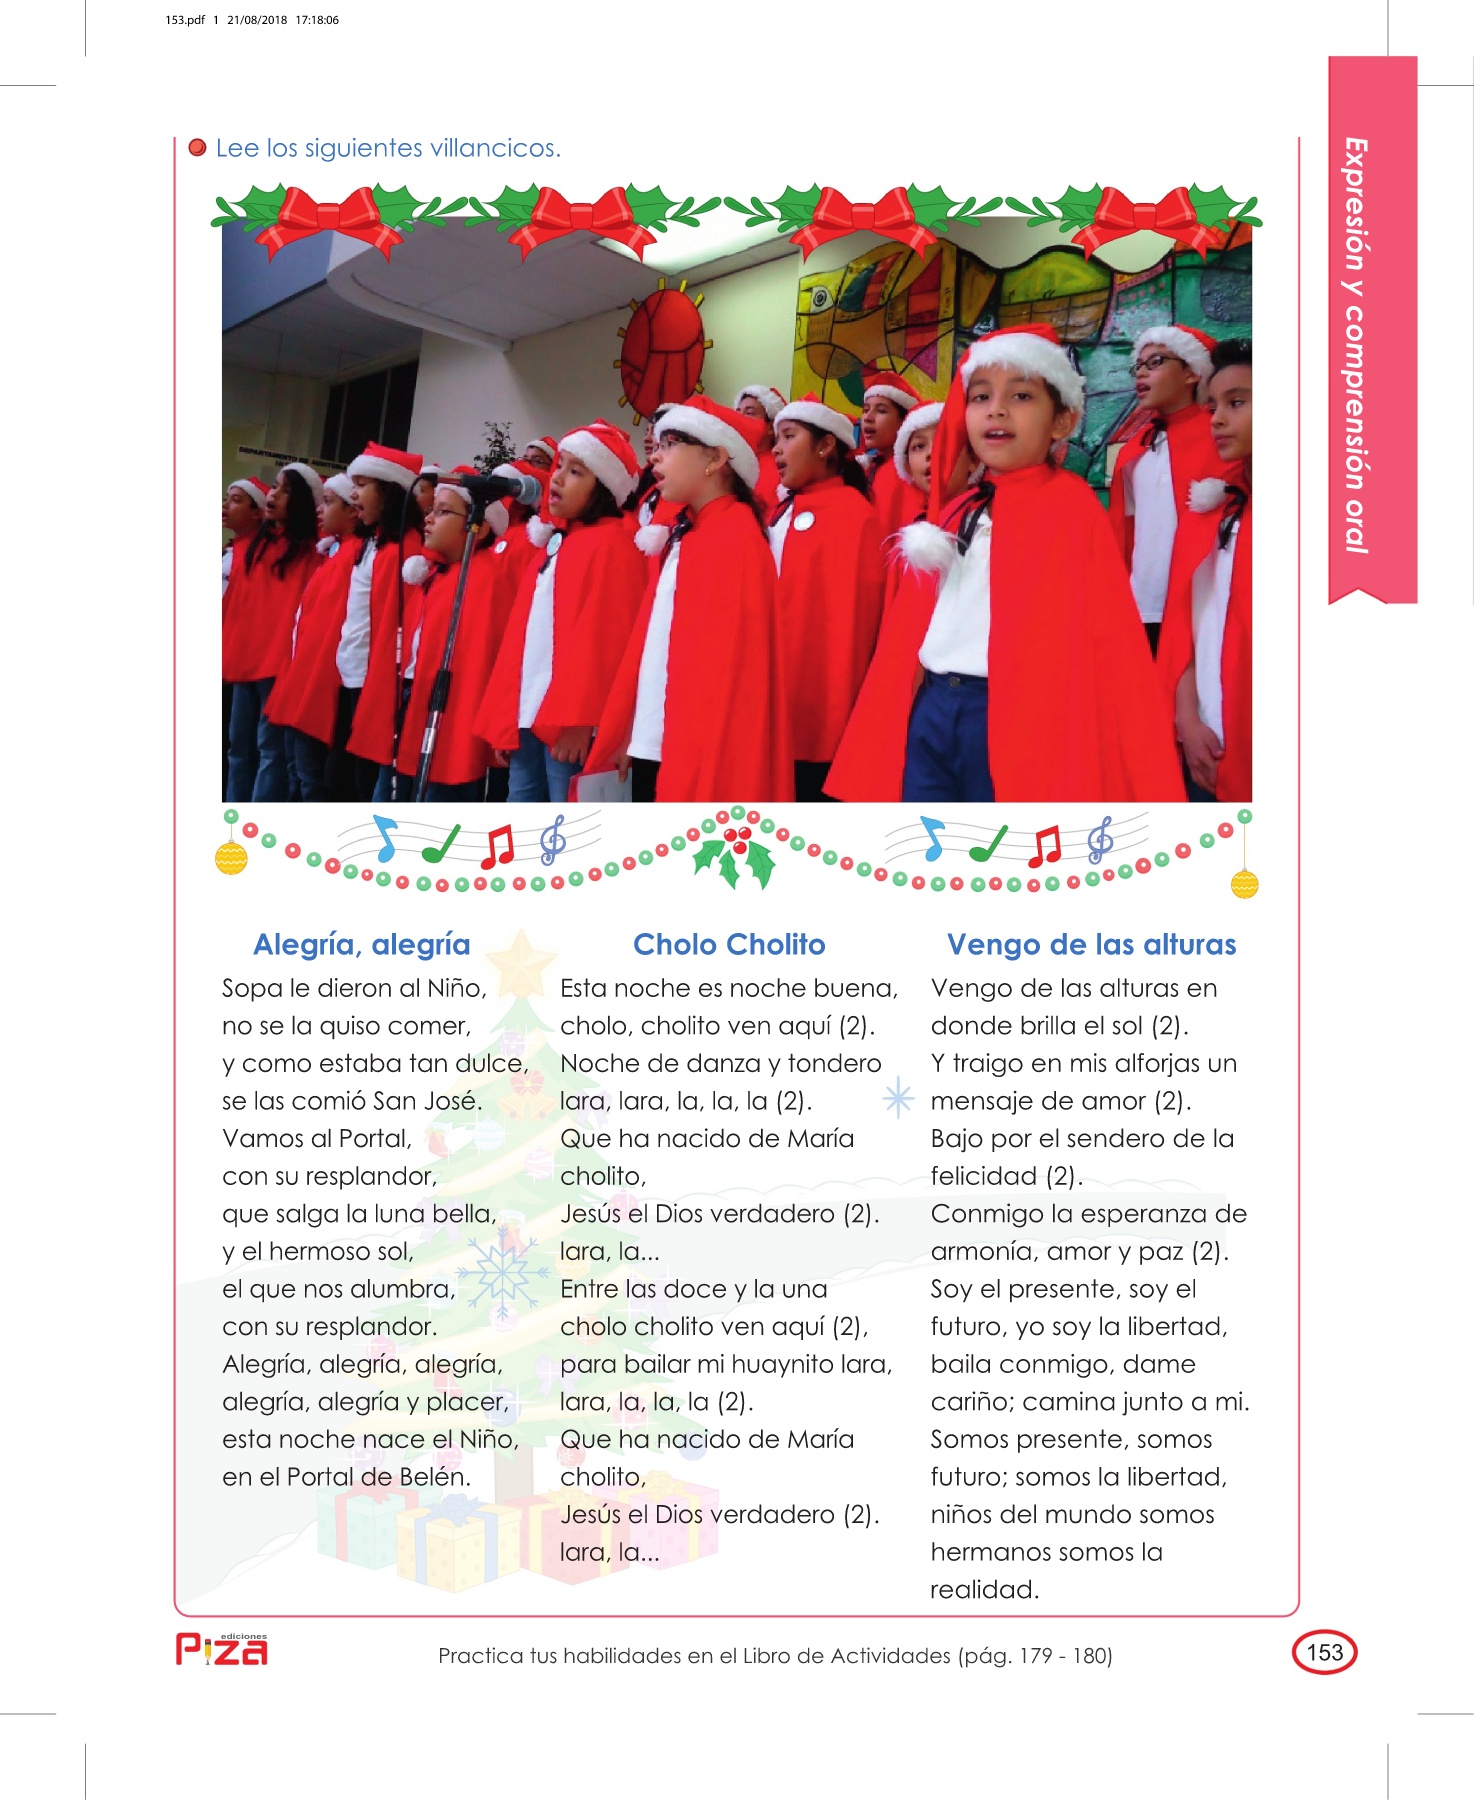 153.pdf 1 21/08/2018 17:18:06
Expresión y comprensión oral
Lee los siguientes villancicos.
Alegría, alegría
Sopa le dieron al Niño,
no se la quiso comer,
y como estaba tan dulce,
se las comió San José.
Vamos al Portal,
con su resplandor,
que salga la luna bella,
y el hermoso sol,
el que nos alumbra,
con su resplandor.
Alegría, alegría, alegría,
alegría, alegría y placer,
esta noche nace el Niño,
en el Portal de Belén.
Cholo Cholito
Esta noche es noche buena,
cholo, cholito ven aquí (2).
Noche de danza y tondero
lara, lara, la, la, la (2).
Que ha nacido de María
cholito,
Jesús el Dios verdadero (2).
lara, la...
Entre las doce y la una
cholo cholito ven aquí (2),
para bailar mi huaynito lara,
lara, la, la, la (2).
Que ha nacido de María
cholito,
Jesús el Dios verdadero (2).
lara, la...
Vengo de las alturas
Vengo de las alturas en
donde brilla el sol (2).
Y traigo en mis alforjas un
mensaje de amor (2).
Bajo por el sendero de la
felicidad (2).
Conmigo la esperanza de
armonía, amor y paz (2).
Soy el presente, soy el
futuro, yo soy la libertad,
baila conmigo, dame
cariño; camina junto a mi.
Somos presente, somos
futuro; somos la libertad,
niños del mundo somos
hermanos somos la
realidad.
ediciones
Piza
Practica tus habilidades en el Libro de Actividades (pág. 179 - 180)
153